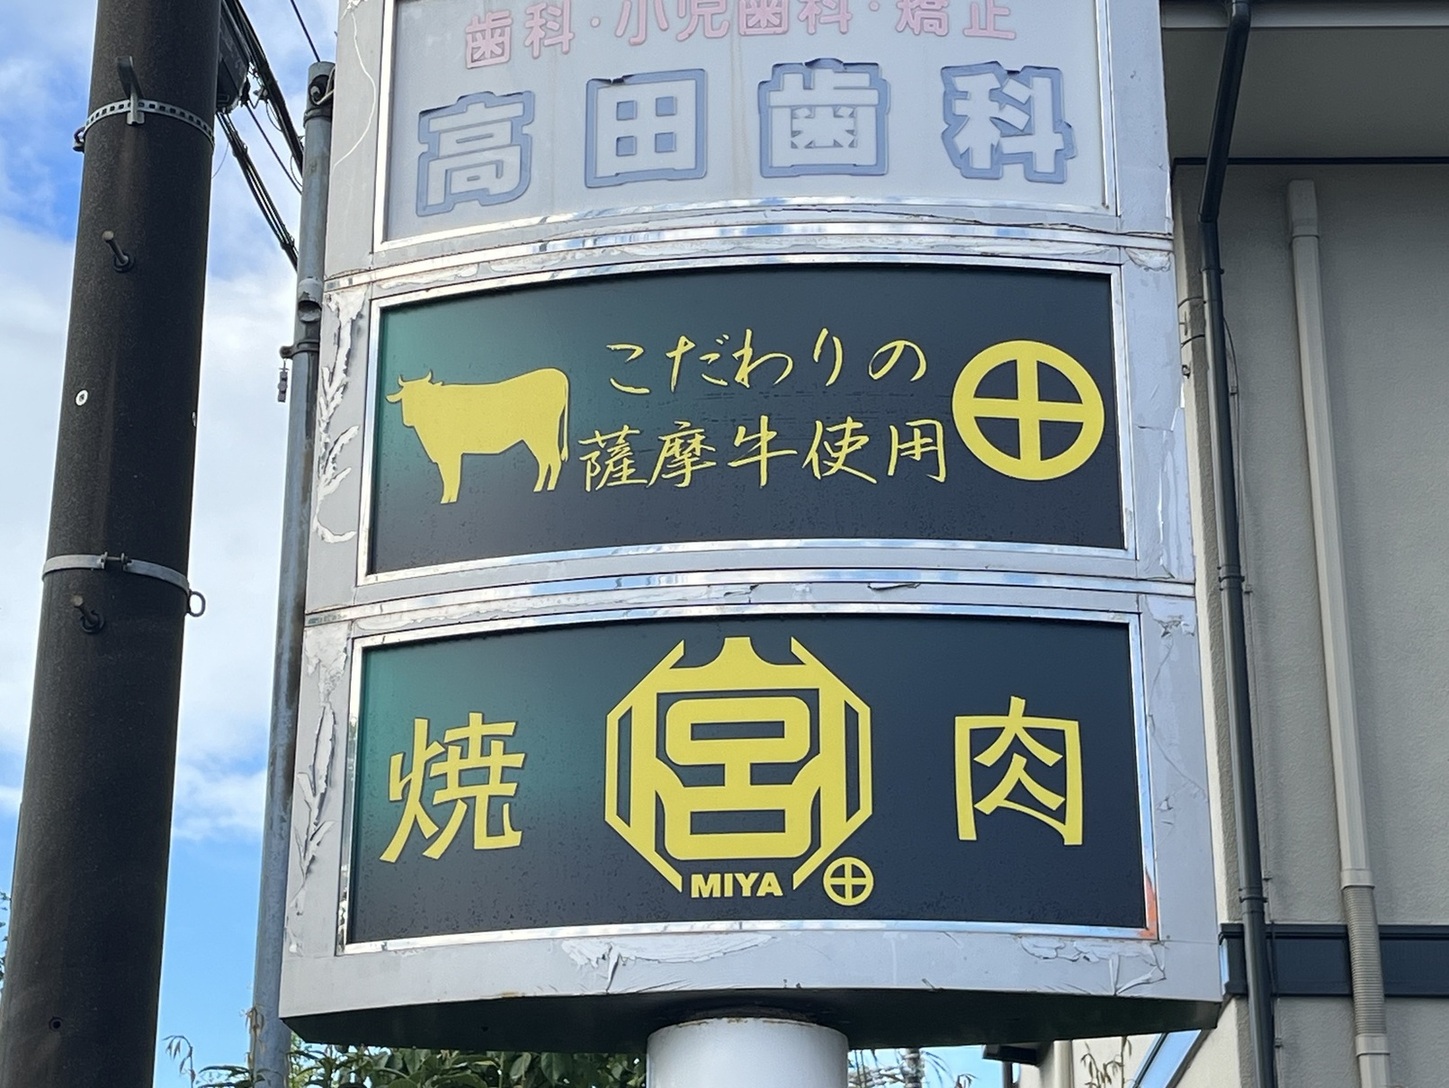 歯科・小児歯科・矯正
高田歯科
こだわりの
薩摩牛使用
焼宮肉
MIYA